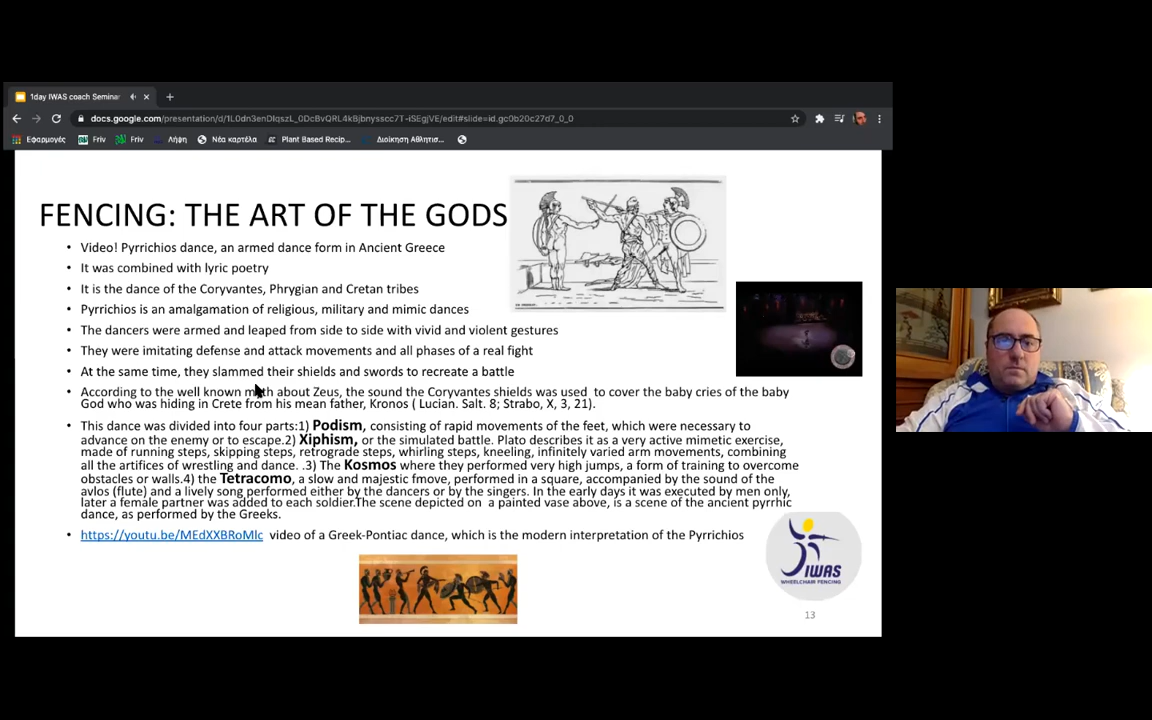 1day IWAS coach Seminar
docs.google.com/presentation/d/1L0dn3enDIqszL_0DcBvQRL4kBjbnysscc7T-iSEgjVE/edit#slide=id.gc0b20c27d7_0_0
Εφαρμογές Friv Friv Λήψη Νέα καρτέλα Plant Based Recip... Διοίκηση Αθλητισ...
FENCING: THE ART OF THE GODS
• Video! Pyrrichios dance, an armed dance form in Ancient Greece
• It was combined with lyric poetry
• It is the dance of the Coryvantes, Phrygian and Cretan tribes
• Pyrrichios is an amalgamation of religious, military and mimic dances
• The dancers were armed and leaped from side to side with vivid and violent gestures
• They were imitating defense and attack movements and all phases of a real fight
• At the same time, they slammed their shields and swords to recreate a battle
• According to the well known myth about Zeus, the sound the Coryvantes shields was used to cover the baby cries of the baby
God who was hiding in Crete from his mean father, Kronos ( Lucian. Salt. 8; Strabo, X, 3, 21).
• This dance was divided into four parts:1) Podism, consisting of rapid movements of the feet, which were necessary to
advance on the enemy or to escape.2) Xiphism, or the simulated battle. Plato describes it as a very active mimetic exercise,
made of running steps, skipping steps, retrograde steps, whirling steps, kneeling, infinitely varied arm movements, combining
all the artifices of wrestling and dance. .3) The Kosmos where they performed very high jumps, a form of training to overcome
obstacles or walls.4) the Tetracomo, a slow and majestic fmove, performed in a square, accompanied by the sound of the
avlos (flute) and a lively song performed either by the dancers or by the singers. In the early days it was executed by men only,
later a female partner was added to each soldier.The scene depicted on a painted vase above, is a scene of the ancient pyrrhic
dance, as performed by the Greeks.
• https://youtu.be/MEdXXBRoMlc video of a Greek-Pontiac dance, which is the modern interpretation of the Pyrrichios
IWAS
WHEELCHAIR FENCING
13